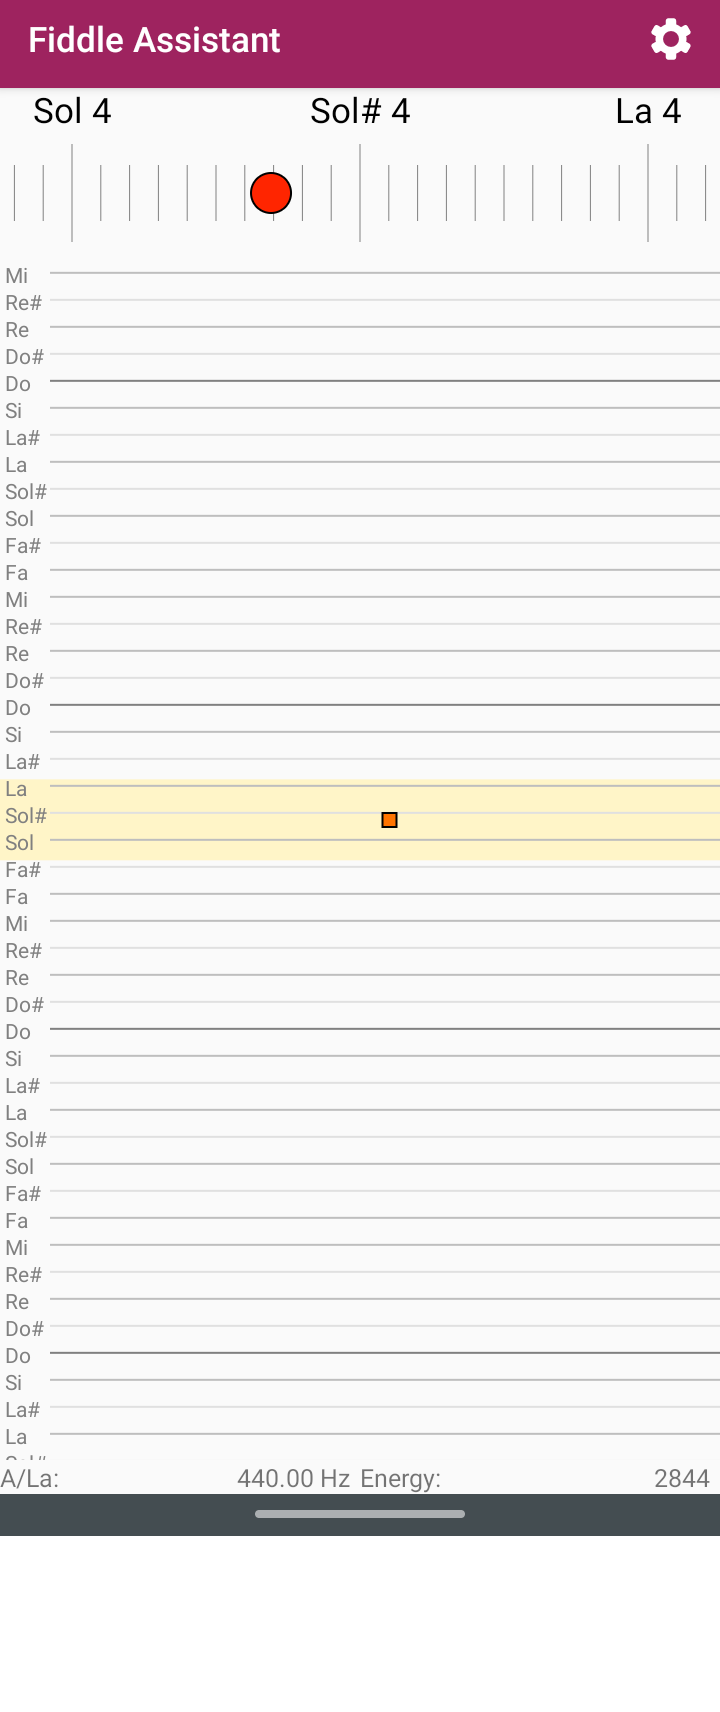 Fiddle Assistant
Sol 4 Sol# 4 La 4
Mi
Re#
Re
Do#
Do
Si
La#
La
Sol#
Sol
Fa#
Fa
Mi
Re#
Re
Do#
Do
Si
La#
La
Sol#
Sol
Fa#
Fa
Mi
Re#
Re
Do#
Do
Si
La#
La
Sol#
Sol
Fa#
Fa
Mi
Re#
Re
Do#
Do
Si
La#
La
A/La: 440.00 Hz Energy: 2844